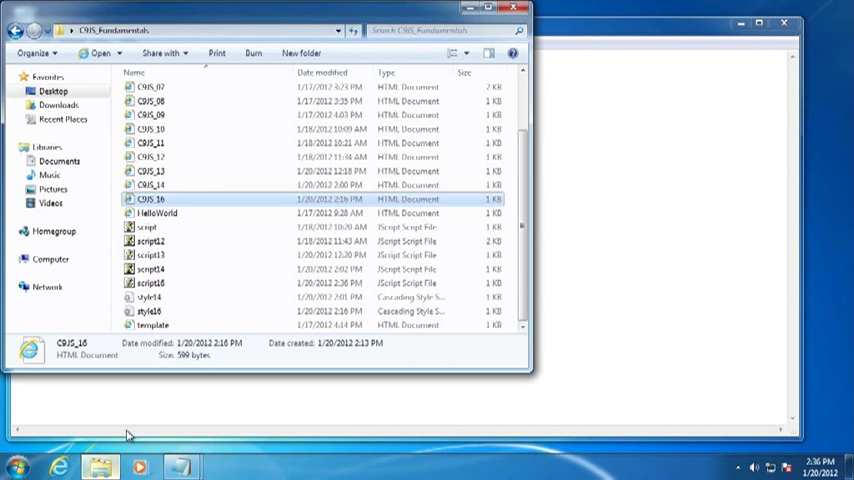 C9JS_Fundamentals
Search C9JS_Fundamentals
Organize Open Share with Print Burn New folder
Name Date modified Type Size
Favorites
Desktop
Downloads
Recent Places
Libraries
Documents
Music
Pictures
Videos
Homegroup
Computer
Network
C9JS_07 1/17/2012 3:23 PM HTML Document 2 KB
C9JS_08 1/17/2012 3:35 PM HTML Document 1 KB
C9JS_09 1/17/2012 4:03 PM HTML Document 1 KB
C9JS_10 1/18/2012 10:09 AM HTML Document 1 KB
C9JS_11 1/18/2012 10:21 AM HTML Document 1 KB
C9JS_12 1/18/2012 11:34 AM HTML Document 1 KB
C9JS_13 1/20/2012 12:18 PM HTML Document 1 KB
C9JS_14 1/20/2012 2:00 PM HTML Document 1 KB
C9JS_16 1/20/2012 2:16 PM HTML Document 1 KB
HelloWorld 1/17/2012 9:28 AM HTML Document 1 KB
script 1/18/2012 10:20 AM JScript Script File 1 KB
script12 1/18/2012 11:43 AM JScript Script File 2 KB
script13 1/20/2012 12:20 PM JScript Script File 1 KB
script14 1/20/2012 2:02 PM JScript Script File 1 KB
script16 1/20/2012 2:36 PM JScript Script File 1 KB
style14 1/20/2012 2:01 PM Cascading Style S... 1 KB
style16 1/20/2012 2:16 PM Cascading Style S... 1 KB
template 1/17/2012 4:14 PM HTML Document 1 KB
C9JS_16 Date modified: 1/20/2012 2:16 PM Date created: 1/20/2012 2:13 PM
HTML Document Size: 599 bytes
2:36 PM
1/20/2012